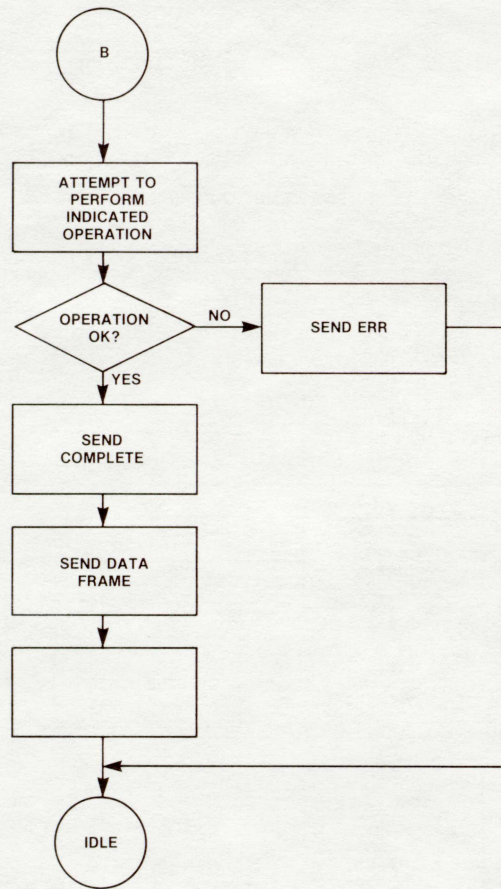 B
ATTEMPT TO
PERFORM
INDICATED
OPERATION
OPERATION
OK?
NO
SEND ERR
YES
SEND
COMPLETE
SEND DATA
FRAME
IDLE